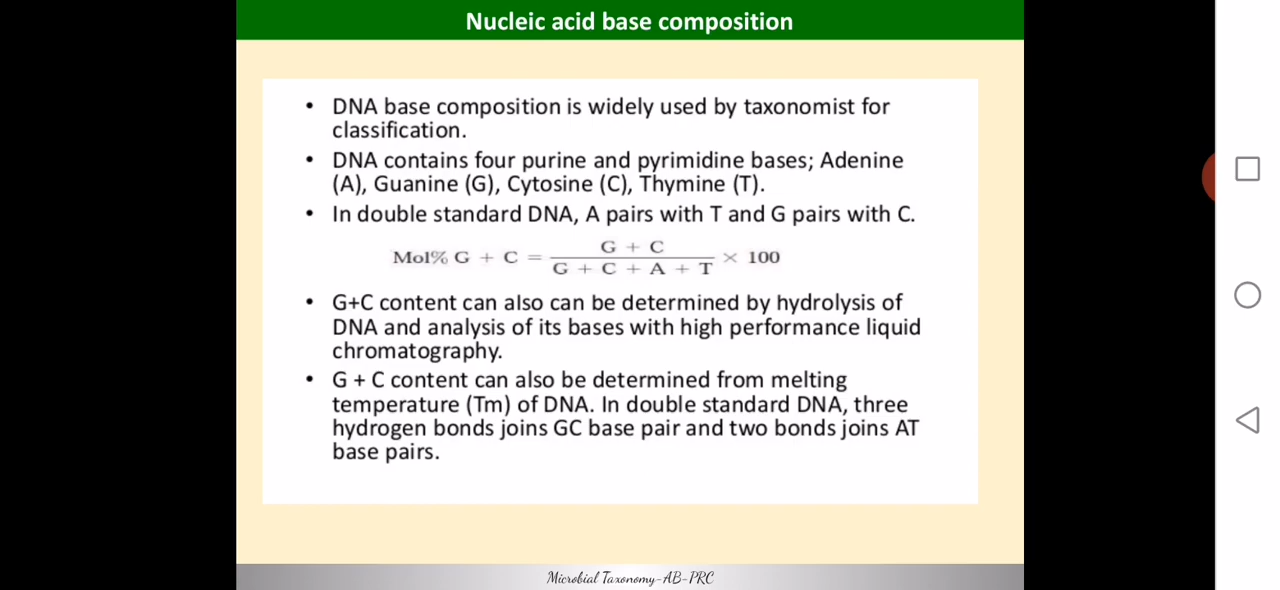 Nucleic acid base composition
• DNA base composition is widely used by taxonomist for
classification.
• DNA contains four purine and pyrimidine bases; Adenine
(A), Guanine (G), Cytosine (C), Thymine (T).
• In double standard DNA, A pairs with T and G pairs with C.
Mol% G + C = (G + C) / (G + C + A + T) × 100
• G+C content can also can be determined by hydrolysis of
DNA and analysis of its bases with high performance liquid
chromatography.
• G + C content can also be determined from melting
temperature (Tm) of DNA. In double standard DNA, three
hydrogen bonds joins GC base pair and two bonds joins AT
base pairs.
Microbial Taxonomy-AB-PRC